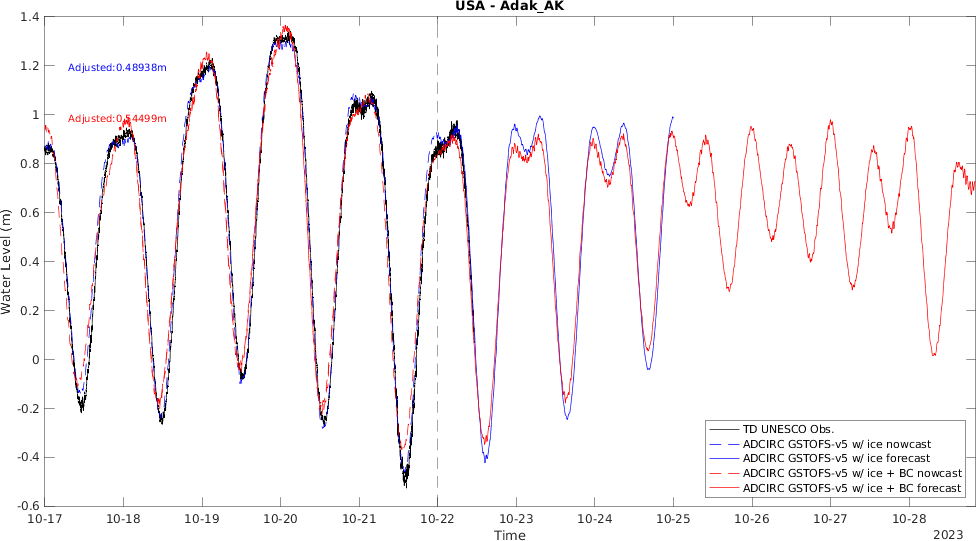 USA - Adak_AK
1.4
1.2
1
0.8
0.6
0.4
0.2
0
-0.2
-0.4
-0.6
Water Level (m)
Adjusted:0.48938m
Adjusted:0.54499m
TD UNESCO Obs.
ADCIRC GSTOFS-v5 w/ ice nowcast
ADCIRC GSTOFS-v5 w/ ice forecast
ADCIRC GSTOFS-v5 w/ ice + BC nowcast
ADCIRC GSTOFS-v5 w/ ice + BC forecast
10-17 10-18 10-19 10-20 10-21 10-22 10-23 10-24 10-25 10-26 10-27 10-28
Time
2023